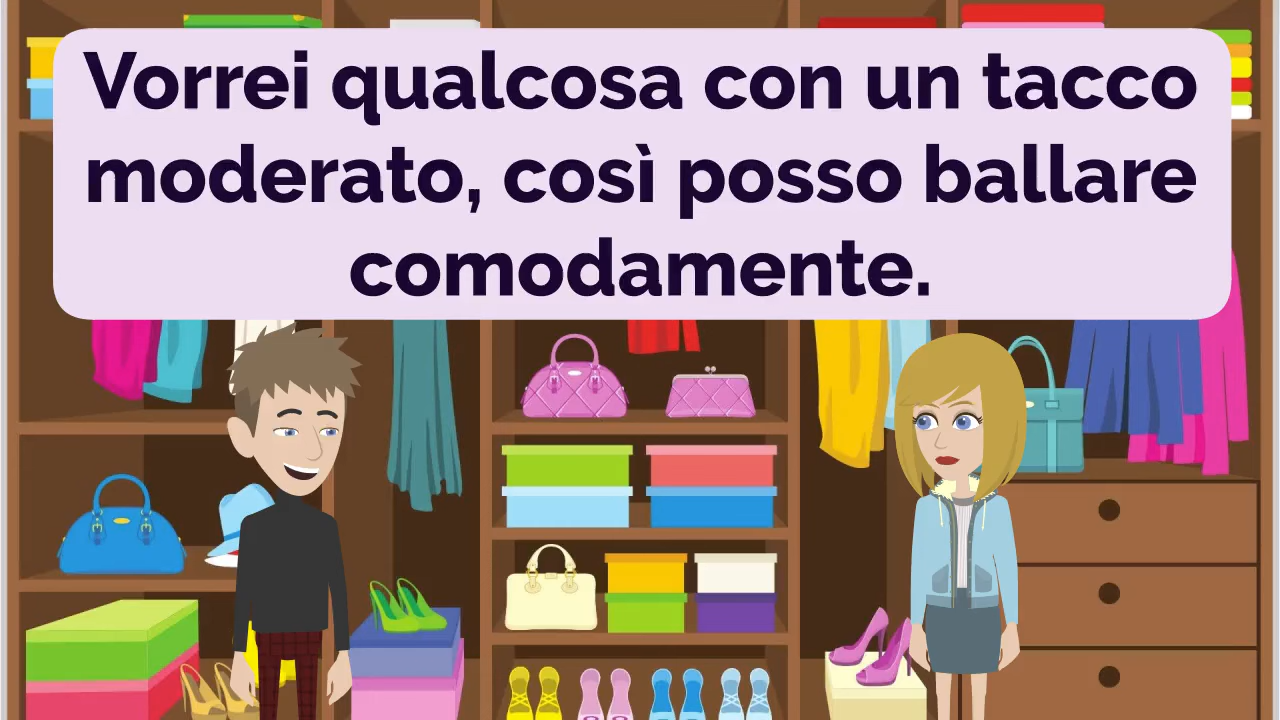 Vorrei qualcosa con un tacco
moderato, così posso ballare
comodamente.